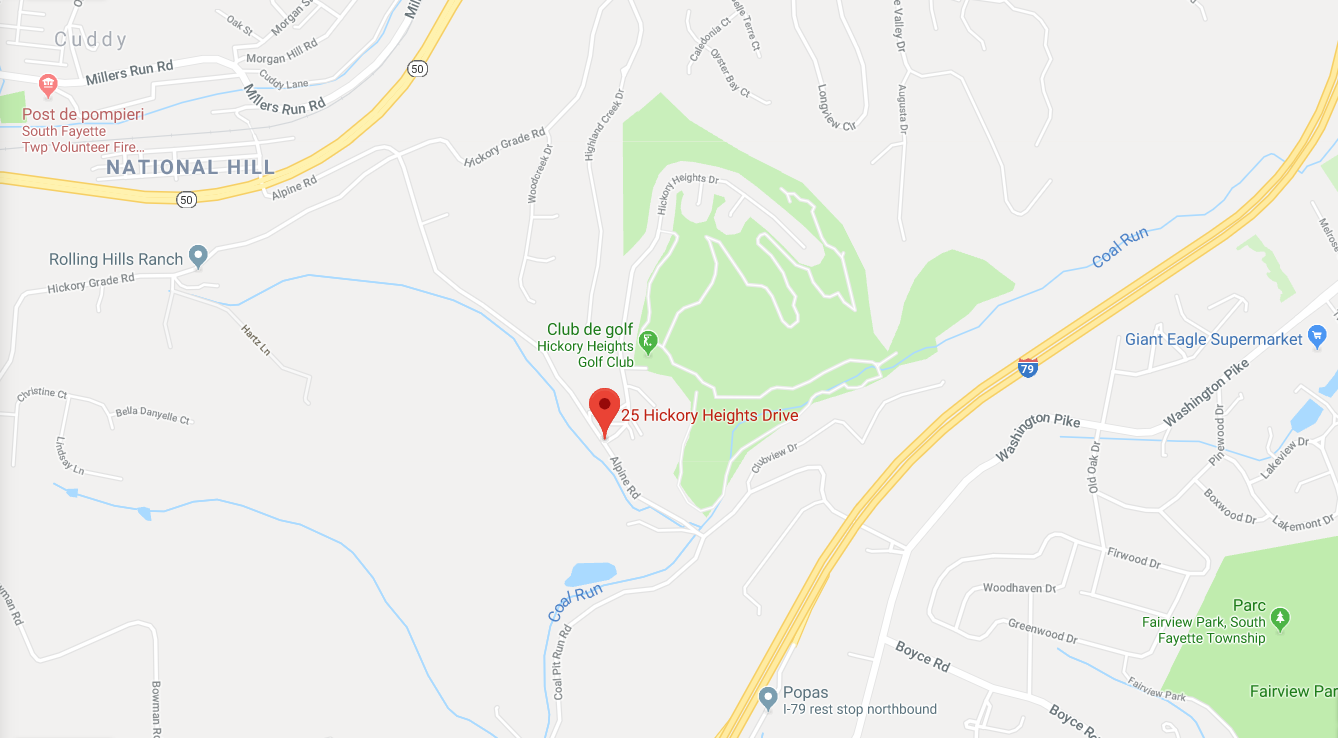 Cuddy
Oak St
Morgan St
Morgan Hill Rd
Millers Run Rd
Cuddy Lane
Millers Run Rd
50
Post de pompieri
South Fayette
Twp Volunteer Fire...
NATIONAL HILL
50
Alpine Rd
Hickory Grade Rd
Woodcreek Dr
Highland Creek Dr
Hickory Heights Dr
Caledonia Ct
elle Terre Ct
Oyster Bay Ct
Longview Cir
e Valley Dr
Augusta Dr
Coal Run
Melrose
Rolling Hills Ranch
Hickory Grade Rd
Hartz Ln
Christine Ct
Bella Danyelle Ct
Lindsay Ln
Club de golf
Hickory Heights
Golf Club
25 Hickory Heights Drive
Alpine Rd
Clubview Dr
79
Giant Eagle Supermarket
Washington Pike
Washington Pike
Old Oak Dr
Pinewood Dr
Lakeview Dr
Boxwood Dr
Lakemont Dr
Firwood Dr
Woodhaven Dr
Greenwood Dr
Parc
Fairview Park, South
Fayette Township
Fairview Park
Fairview Par
Boyce Rd
Boyce Rd
Coal Run
Coal Pit Run Rd
wman Rd
Bowman Rd
Popas
I-79 rest stop northbound